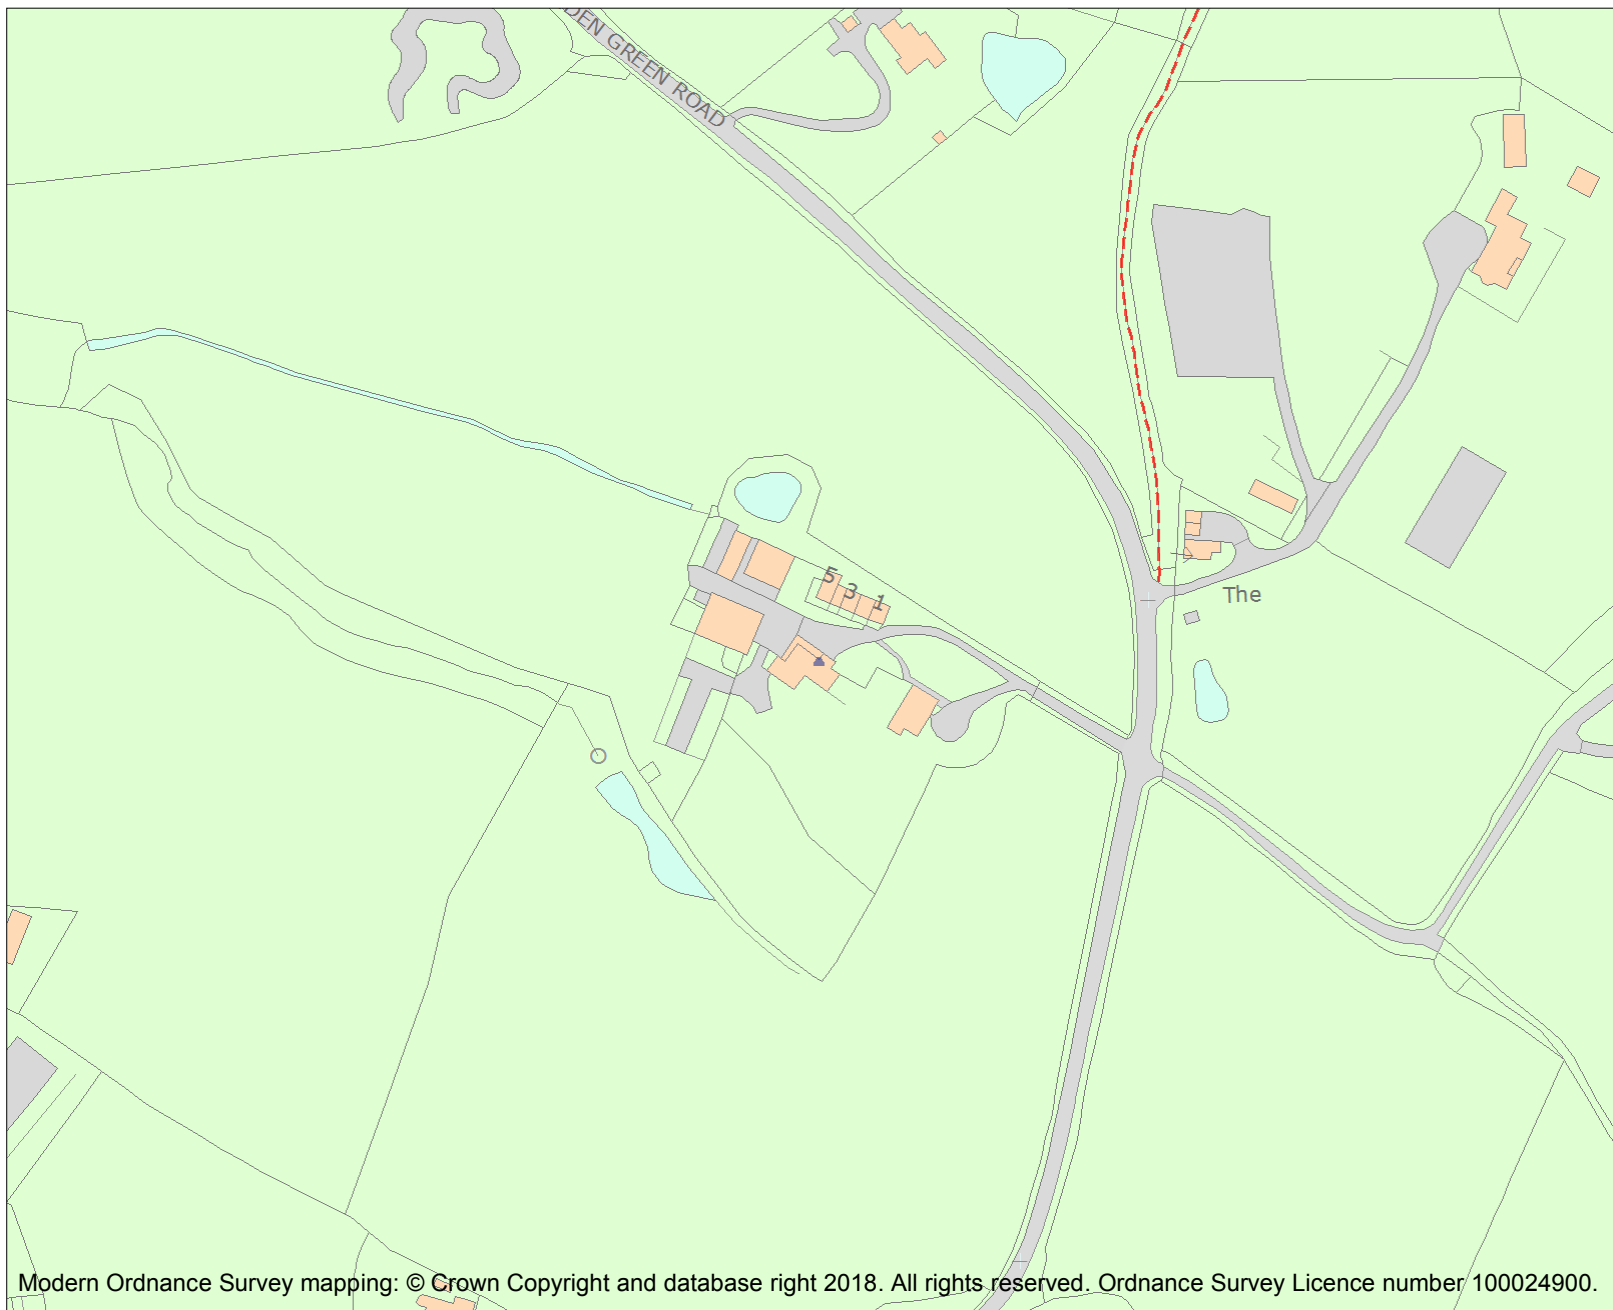 DEN GREEN ROAD
5
3
1
The
Modern Ordnance Survey mapping: © Crown Copyright and database right 2018. All rights reserved. Ordnance Survey Licence number 100024900.